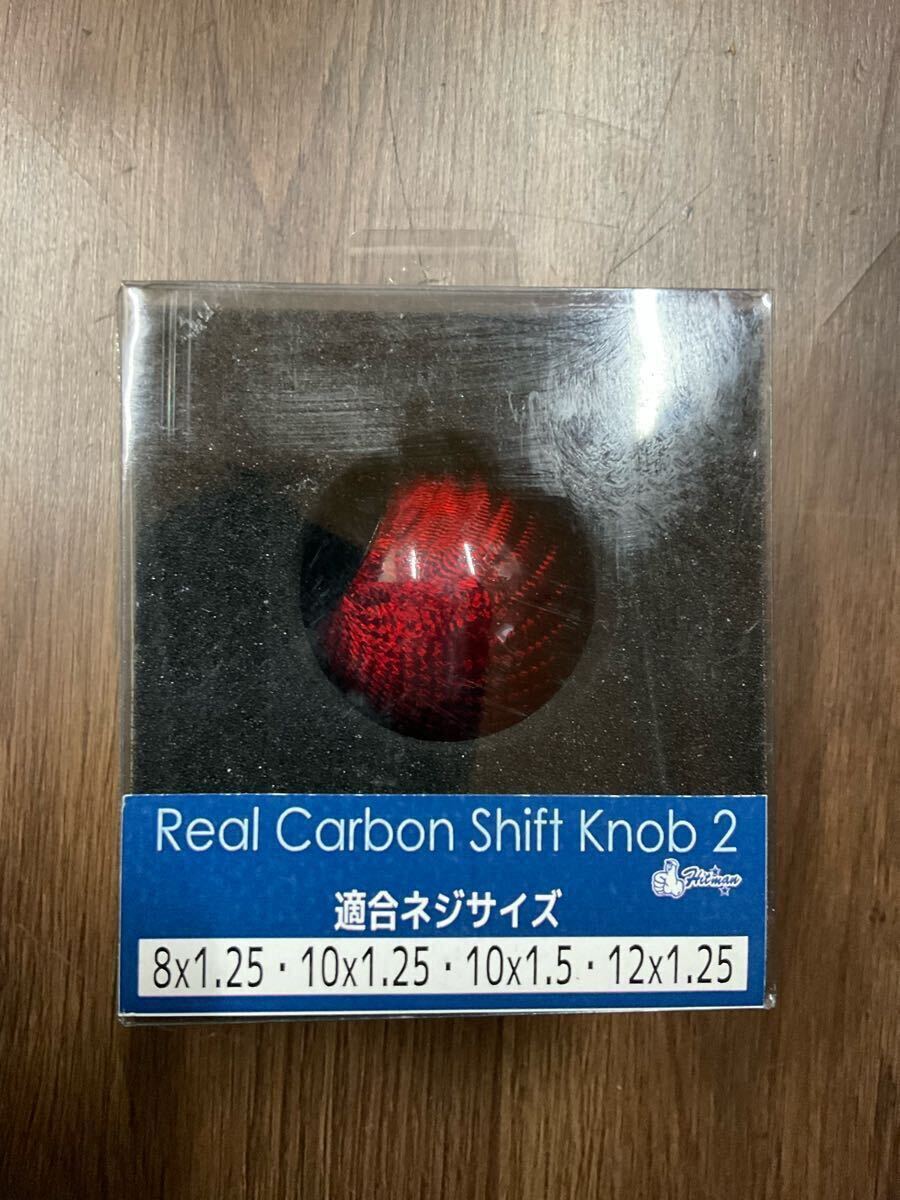 Real Carbon Shift Knob 2
Hitman
適合ネジサイズ
8x1.25・10x1.25・10x1.5・12x1.25